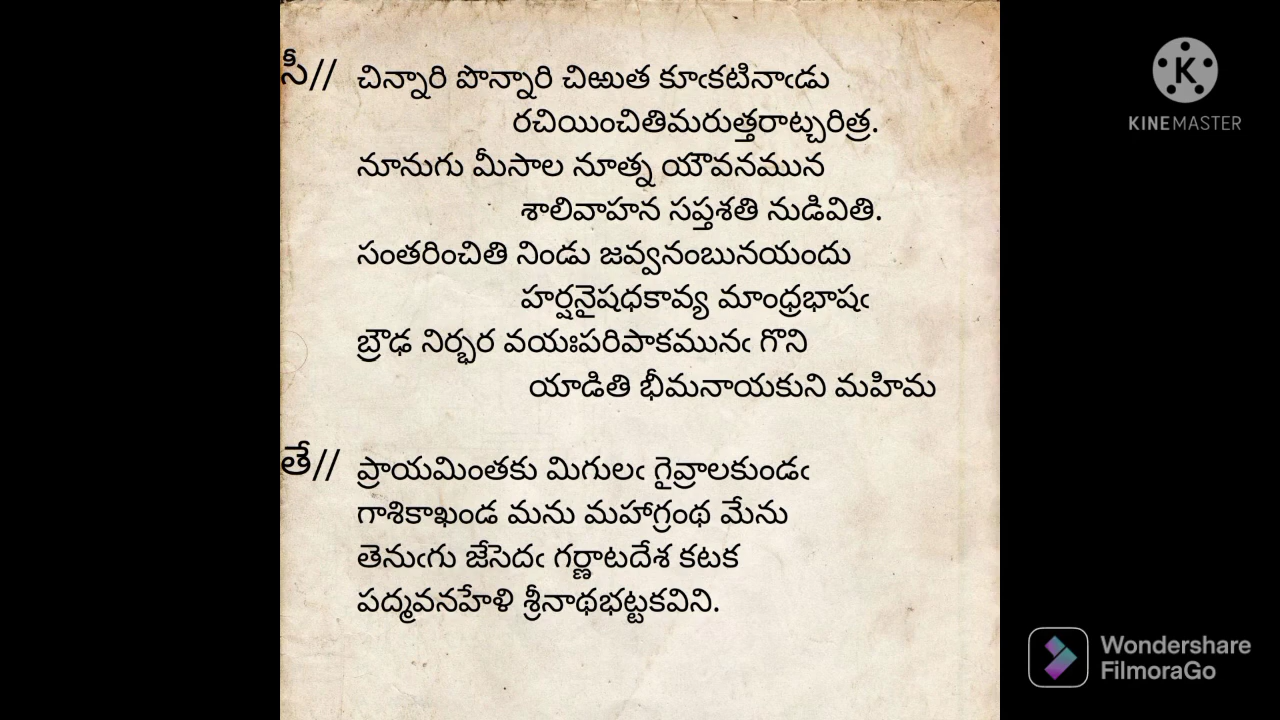 సీ// చిన్నారి పొన్నారి చిఱుత కూఁకటినాఁడు
రచియించితిమరుత్తరాట్చరిత్ర.
నూనుగు మీసాల నూత్న యౌవనమున
శాలివాహన సప్తశతి నుడివితి.
సంతరించితి నిండు జవ్వనంబునయందు
హర్షనైషధకావ్య మాంధ్రభాషఁ
బ్రౌఢ నిర్భర వయఃపరిపాకమునఁ గొని
యాడితి భీమనాయకుని మహిమ
తే// ప్రాయమింతకు మిగులఁ గైవ్రాలకుండఁ
గాశికాఖండ మను మహాగ్రంథ మేను
తెనుఁగు జేసెదఁ గర్ణాటదేశ కటక
పద్మవనహేళి శ్రీనాథభట్టకవిని.
KINEMASTER
Wondershare
FilmoraGo